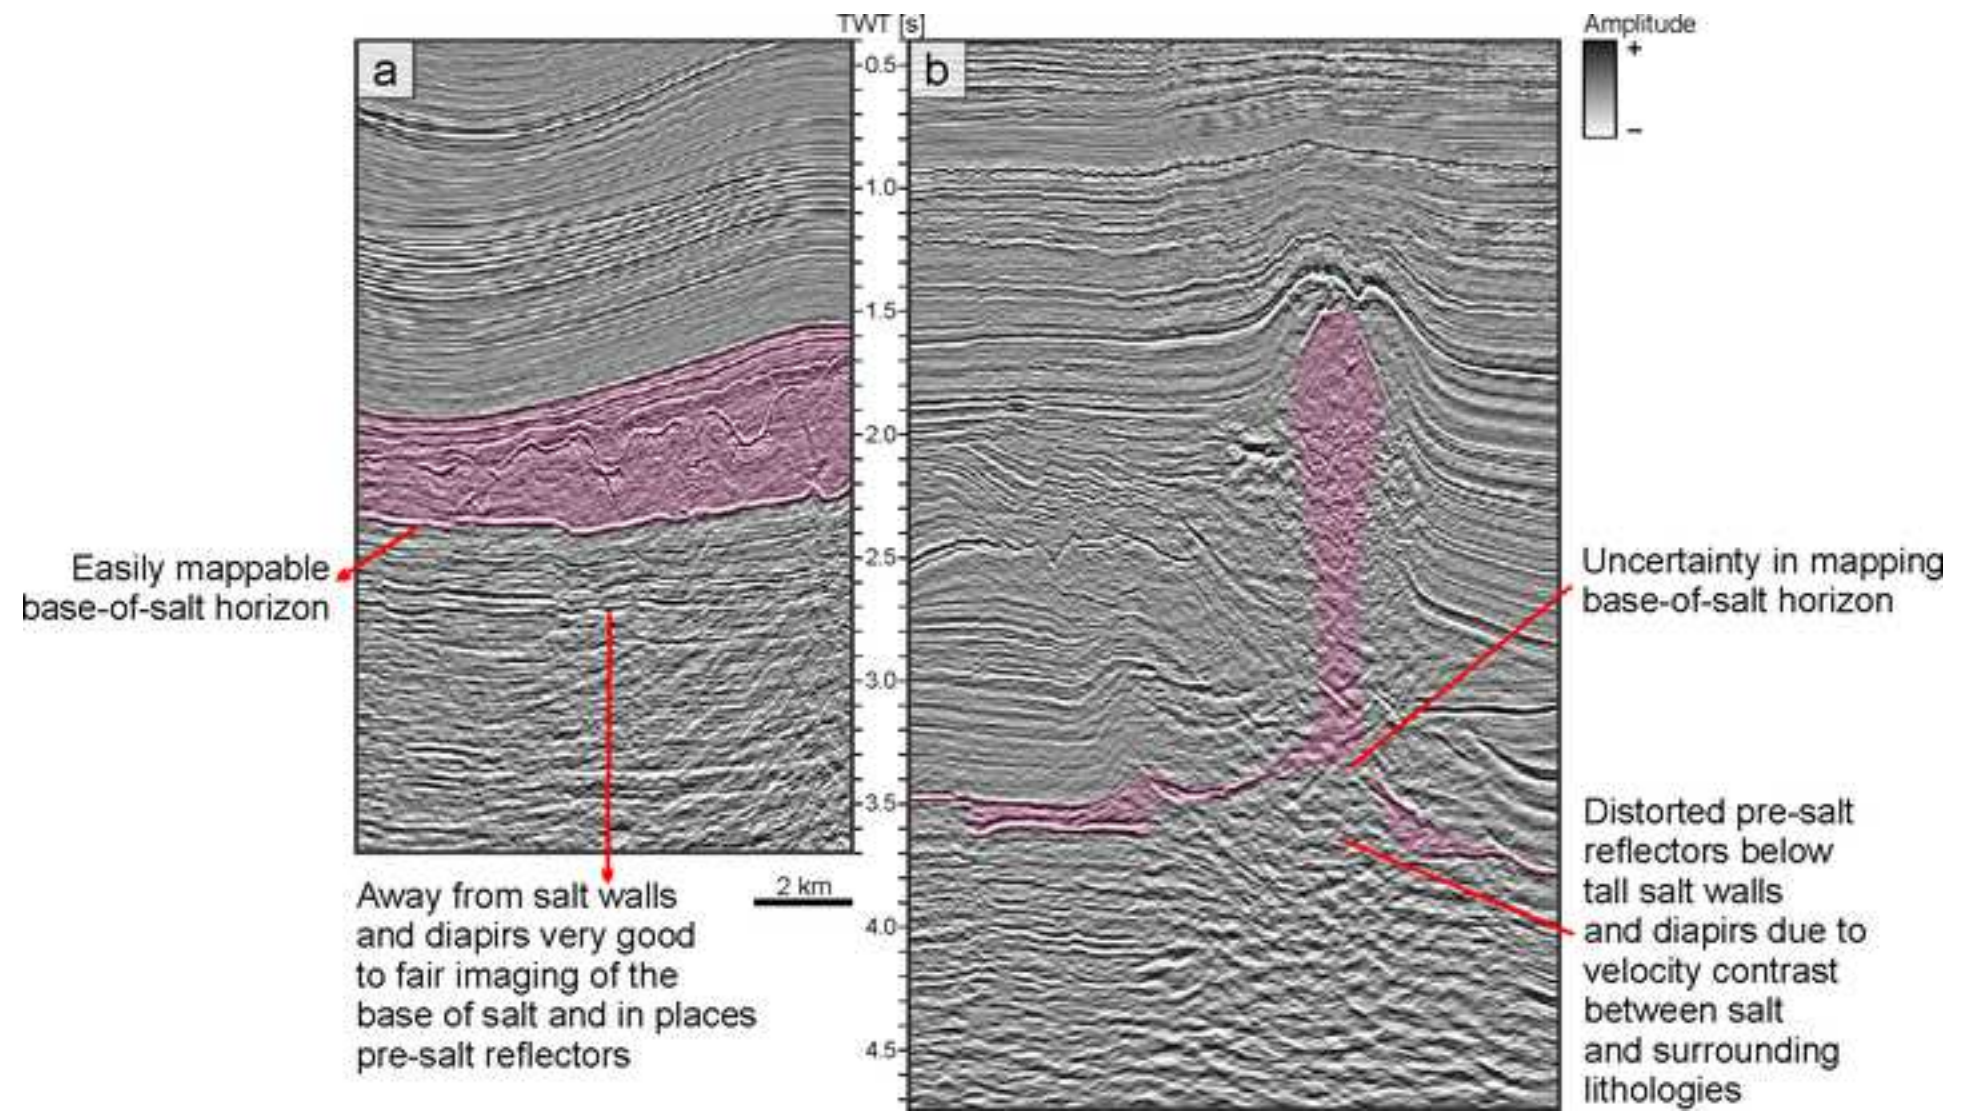 TWT [s]
Amplitude
+
–
a
b
0.5
1.0
1.5
2.0
2.5
3.0
3.5
4.0
4.5
Easily mappable
base-of-salt horizon
Away from salt walls
and diapirs very good
to fair imaging of the
base of salt and in places
pre-salt reflectors
2 km
Uncertainty in mapping
base-of-salt horizon
Distorted pre-salt
reflectors below
tall salt walls
and diapirs due to
velocity contrast
between salt
and surrounding
lithologies